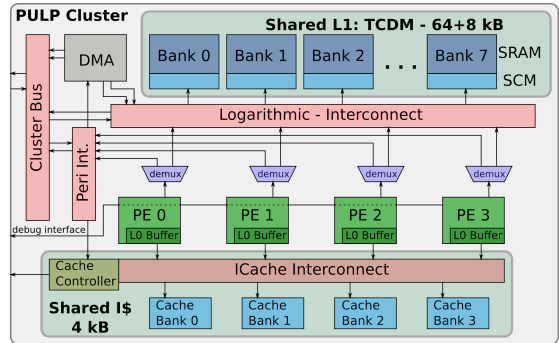 PULP Cluster
Shared L1: TCDM - 64+8 kB
DMA
Bank 0
Bank 1
Bank 2
. . .
Bank 7
SRAM
SCM
Cluster Bus
Logarithmic - Interconnect
Peri Int.
demux
demux
demux
demux
PE 0
L0 Buffer
PE 1
L0 Buffer
PE 2
L0 Buffer
PE 3
L0 Buffer
debug interface
Cache
Controller
ICache Interconnect
Shared I$
4 kB
Cache
Bank 0
Cache
Bank 1
Cache
Bank 2
Cache
Bank 3